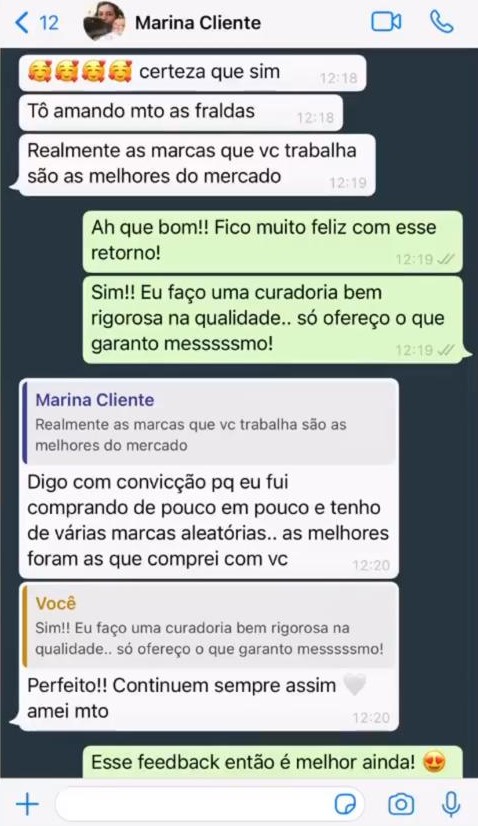 12 Marina Cliente
🥰🥰🥰🥰 certeza que sim 12:18
Tô amando mto as fraldas 12:18
Realmente as marcas que vc trabalha
são as melhores do mercado 12:19
Ah que bom!! Fico muito feliz com esse
retorno! 12:19
Sim!! Eu faço uma curadoria bem
rigorosa na qualidade.. só ofereço o que
garanto messsssmo! 12:19
Marina Cliente
Realmente as marcas que vc trabalha são as
melhores do mercado
Digo com convicção pq eu fui
comprando de pouco em pouco e tenho
de várias marcas aleatórias.. as melhores
foram as que comprei com vc 12:20
Você
Sim!! Eu faço uma curadoria bem rigorosa na
qualidade.. só ofereço o que garanto messsssmo!
Perfeito!! Continuem sempre assim 🤍
amei mto 12:20
Esse feedback então é melhor ainda! 😍